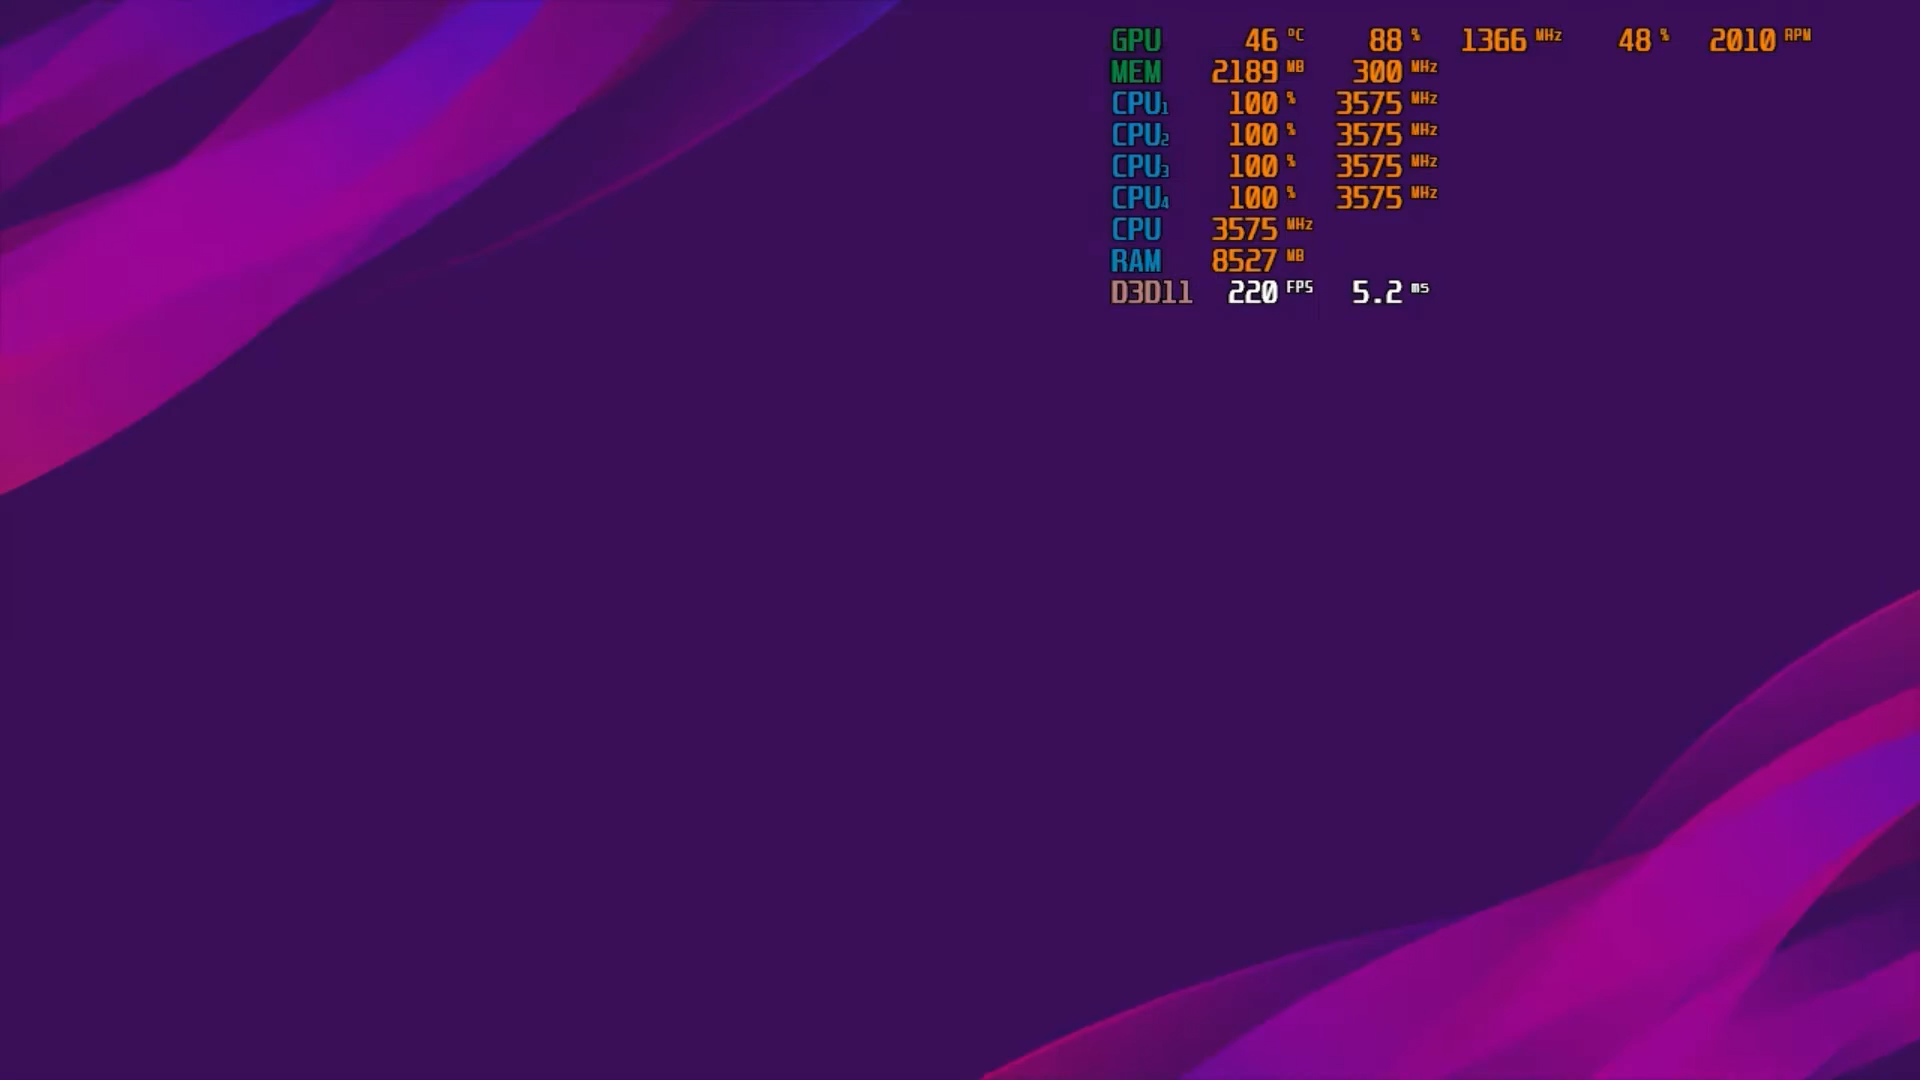 GPU 46 °C 88 % 1366 MHz 48 % 2010 RPM
MEM 2189 MB 300 MHz
CPU1 100 % 3575 MHz
CPU2 100 % 3575 MHz
CPU3 100 % 3575 MHz
CPU4 100 % 3575 MHz
CPU 3575 MHz
RAM 8527 MB
D3D11 220 FPS 5.2 ms